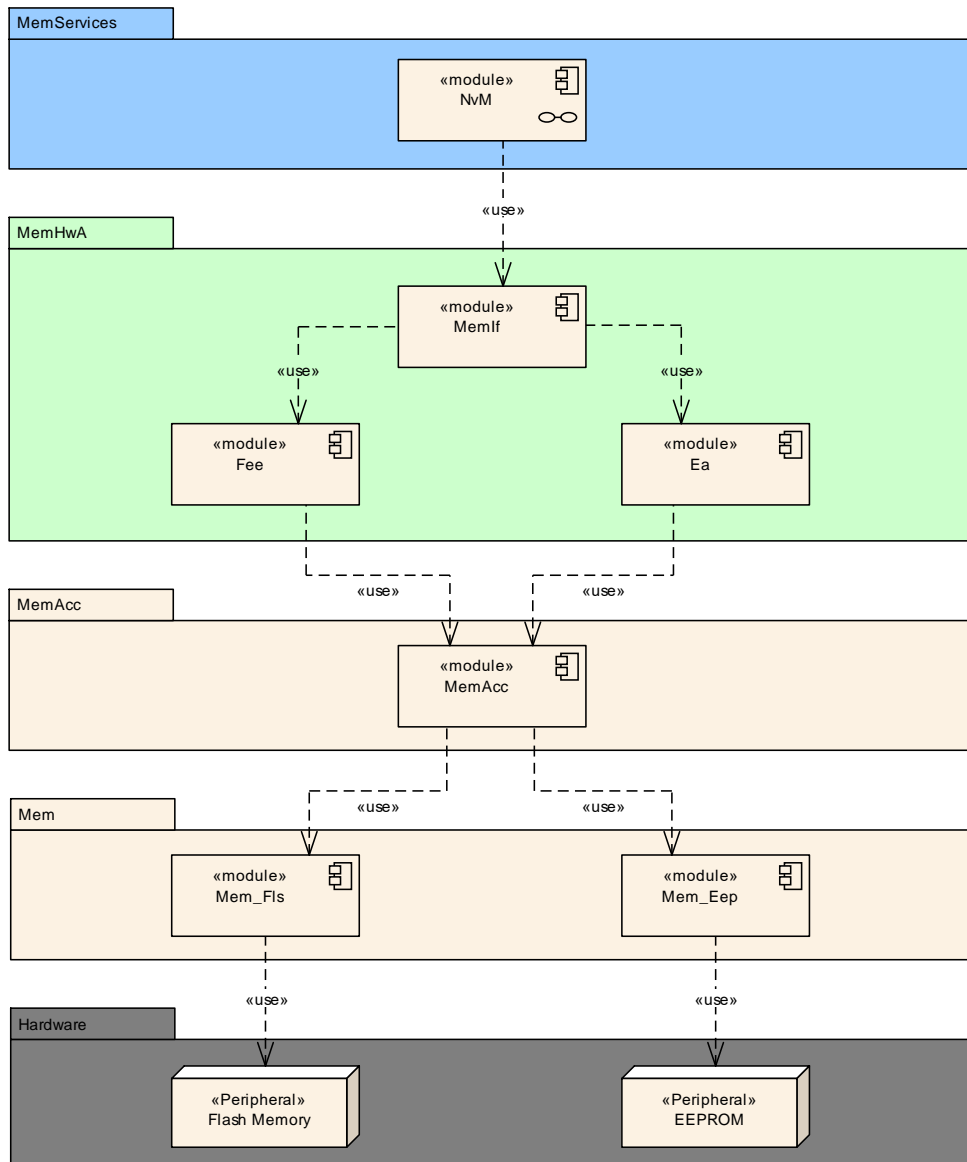 MemServices
«module»
NvM
«use»
MemHwA
«module»
MemIf
«use»
«use»
«module»
Fee
«module»
Ea
«use»
«use»
MemAcc
«module»
MemAcc
«use»
«use»
Mem
«module»
Mem_Fls
«module»
Mem_Eep
«use»
«use»
Hardware
«Peripheral»
Flash Memory
«Peripheral»
EEPROM